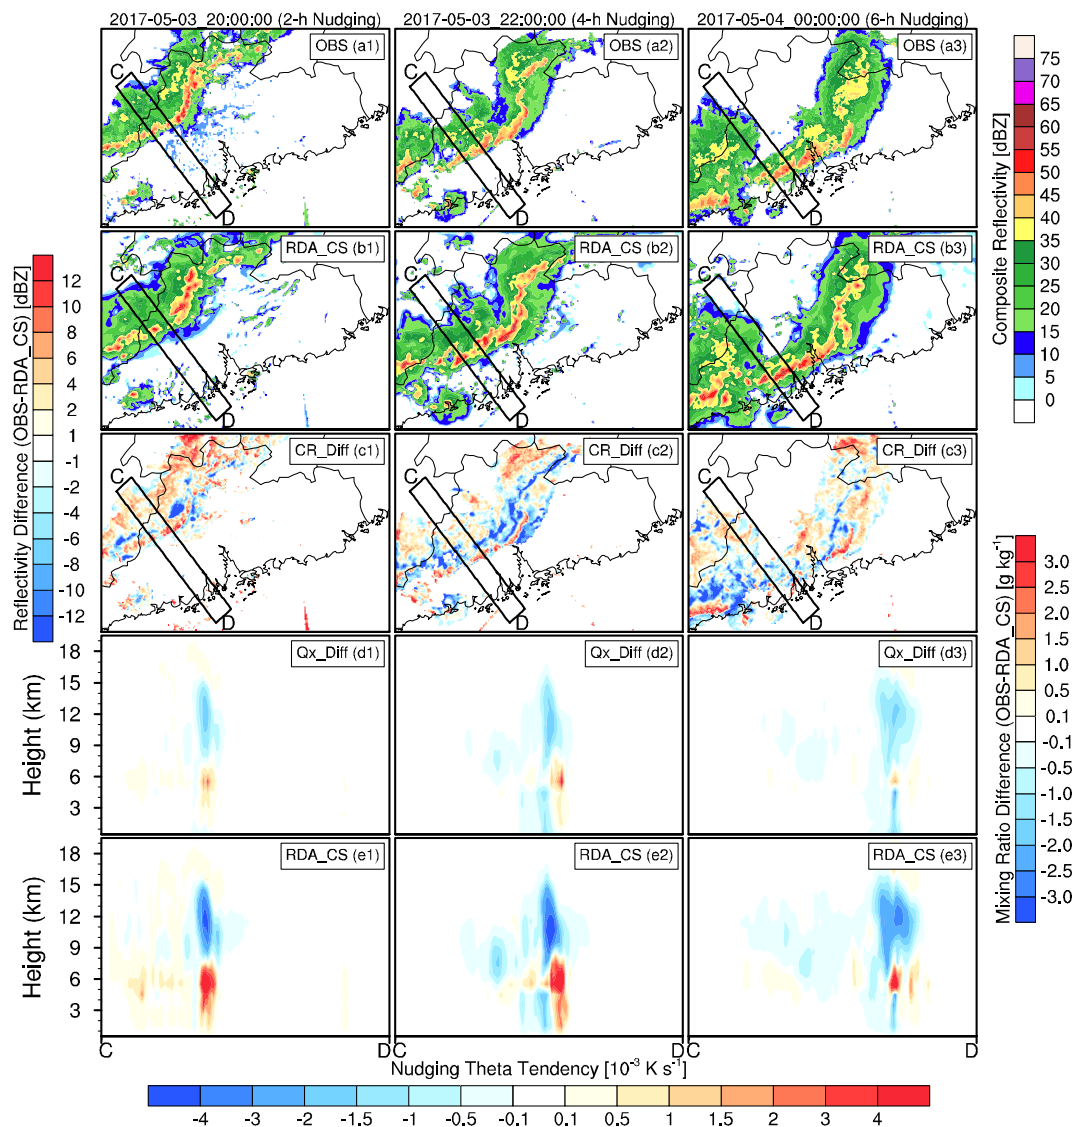 2017-05-03 20:00:00 (2-h Nudging)
2017-05-03 22:00:00 (4-h Nudging)
2017-05-04 00:00:00 (6-h Nudging)
OBS (a1)
C
D
OBS (a2)
C
D
OBS (a3)
C
D
RDA_CS (b1)
C
D
RDA_CS (b2)
C
D
RDA_CS (b3)
C
D
CR_Diff (c1)
C
D
CR_Diff (c2)
C
D
CR_Diff (c3)
C
D
Qx_Diff (d1)
Qx_Diff (d2)
Qx_Diff (d3)
18
15
12
9
6
3
Height (km)
RDA_CS (e1)
RDA_CS (e2)
RDA_CS (e3)
18
15
12
9
6
3
Height (km)
C
D
C
D
C
D
Reflectivity Difference (OBS-RDA_CS) [dBZ]
12
10
8
6
4
2
1
-1
-2
-4
-6
-8
-10
-12
Composite Reflectivity [dBZ]
75
70
65
60
55
50
45
40
35
30
25
20
15
10
5
0
Mixing Ratio Difference (OBS-RDA_CS) [g kg⁻¹]
3.0
2.5
2.0
1.5
1.0
0.5
0.1
-0.1
-0.5
-1.0
-1.5
-2.0
-2.5
-3.0
Nudging Theta Tendency [10⁻³ K s⁻¹]
-4 -3 -2 -1.5 -1 -0.5 -0.1 0.1 0.5 1 1.5 2 3 4